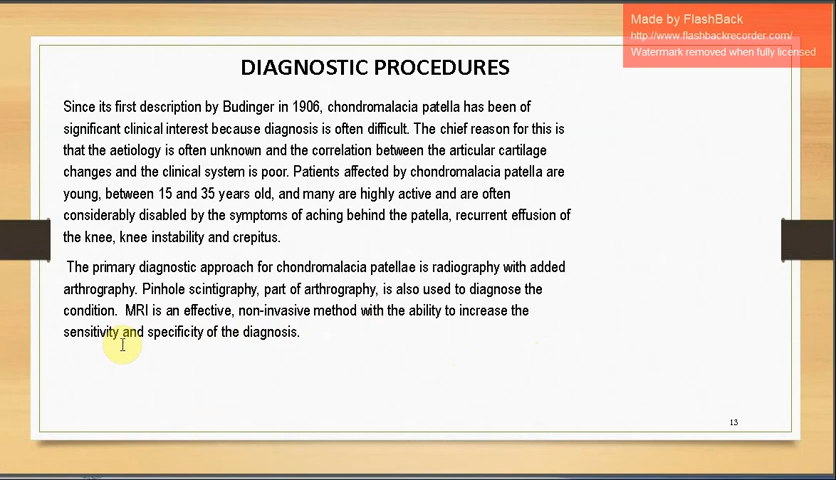 Made by FlashBack
http://www.flashbackrecorder.com/
Watermark removed when fully licensed
DIAGNOSTIC PROCEDURES
Since its first description by Budinger in 1906, chondromalacia patella has been of
significant clinical interest because diagnosis is often difficult. The chief reason for this is
that the aetiology is often unknown and the correlation between the articular cartilage
changes and the clinical system is poor. Patients affected by chondromalacia patella are
young, between 15 and 35 years old, and many are highly active and are often
considerably disabled by the symptoms of aching behind the patella, recurrent effusion of
the knee, knee instability and crepitus.
The primary diagnostic approach for chondromalacia patellae is radiography with added
arthrography. Pinhole scintigraphy, part of arthrography, is also used to diagnose the
condition. MRI is an effective, non-invasive method with the ability to increase the
sensitivity and specificity of the diagnosis.
13